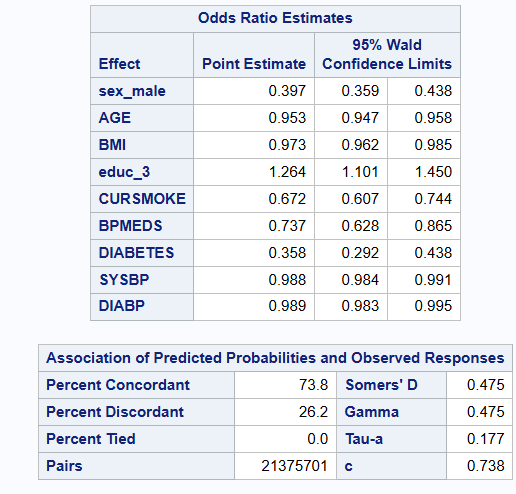 Odds Ratio Estimates
Effect Point Estimate 95% Wald Confidence Limits
sex_male 0.397 0.359 0.438
AGE 0.953 0.947 0.958
BMI 0.973 0.962 0.985
educ_3 1.264 1.101 1.450
CURSMOKE 0.672 0.607 0.744
BPMEDS 0.737 0.628 0.865
DIABETES 0.358 0.292 0.438
SYSBP 0.988 0.984 0.991
DIABP 0.989 0.983 0.995
Association of Predicted Probabilities and Observed Responses
Percent Concordant 73.8 Somers' D 0.475
Percent Discordant 26.2 Gamma 0.475
Percent Tied 0.0 Tau-a 0.177
Pairs 21375701 c 0.738